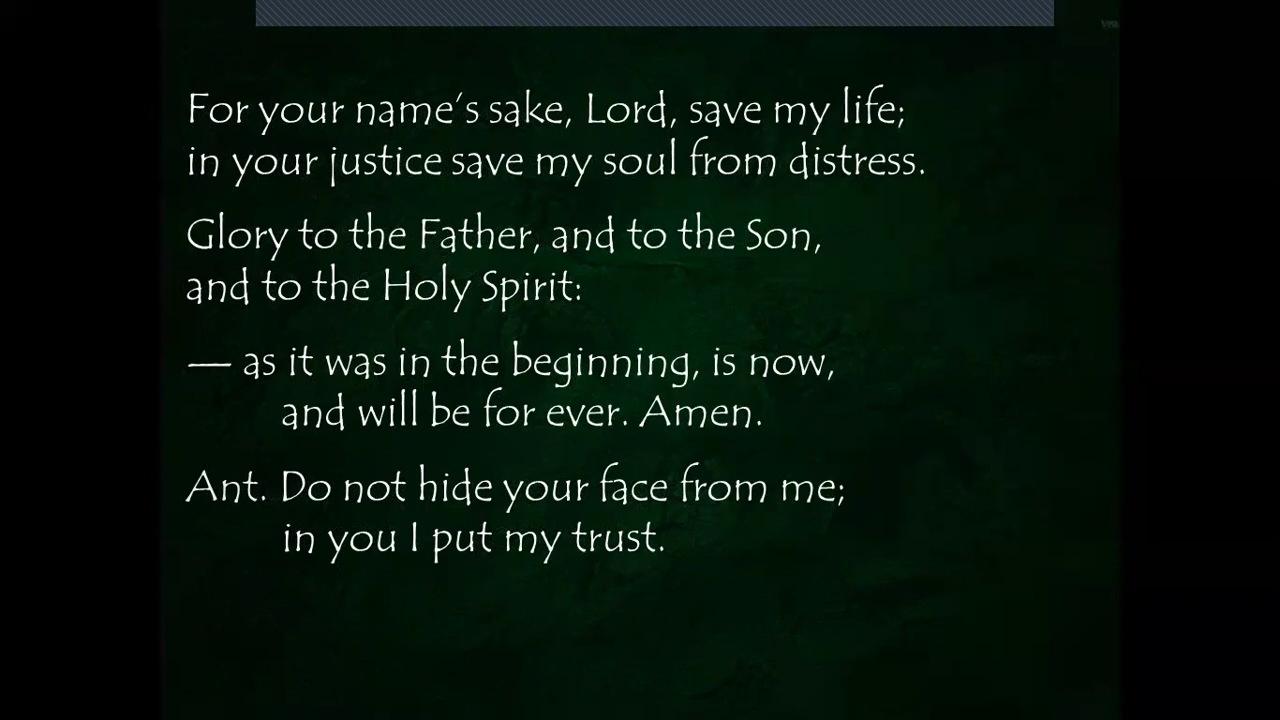 For your name's sake, Lord, save my life;
in your justice save my soul from distress.
Glory to the Father, and to the Son,
and to the Holy Spirit:
— as it was in the beginning, is now,
and will be for ever. Amen.
Ant. Do not hide your face from me;
in you I put my trust.